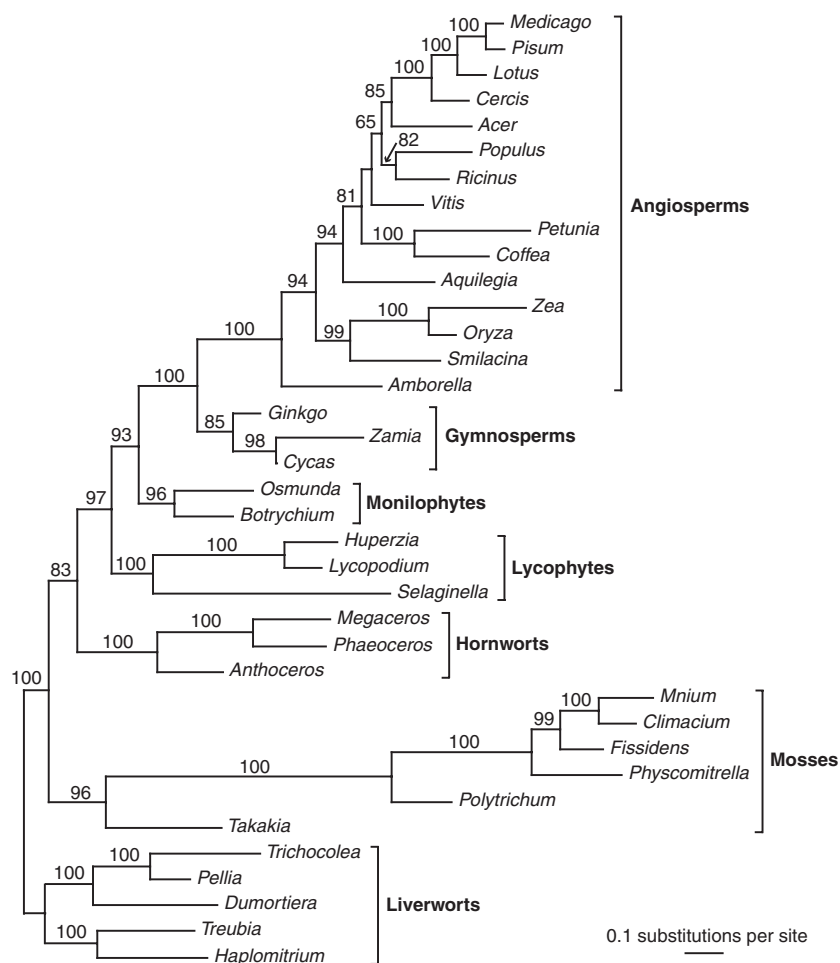 100
Medicago
100
Pisum
100
Lotus
85
Cercis
65
Acer
82
Populus
Ricinus
81
Vitis
Angiosperms
100
Petunia
94
Coffea
94
Aquilegia
100
Zea
99
Oryza
100
Smilacina
100
Amborella
85
Ginkgo
93
98
Zamia
Gymnosperms
Cycas
97
96
Osmunda
Monilophytes
Botrychium
100
Huperzia
83
100
Lycopodium
Lycophytes
Selaginella
100
Megaceros
100
Phaeoceros
Hornworts
100
Anthoceros
100
Mnium
99
Climacium
100
Fissidens
Mosses
100
Physcomitrella
96
Polytrichum
Takakia
100
Trichocolea
100
Pellia
Dumortiera
Liverworts
100
Treubia
Haplomitrium
0.1 substitutions per site